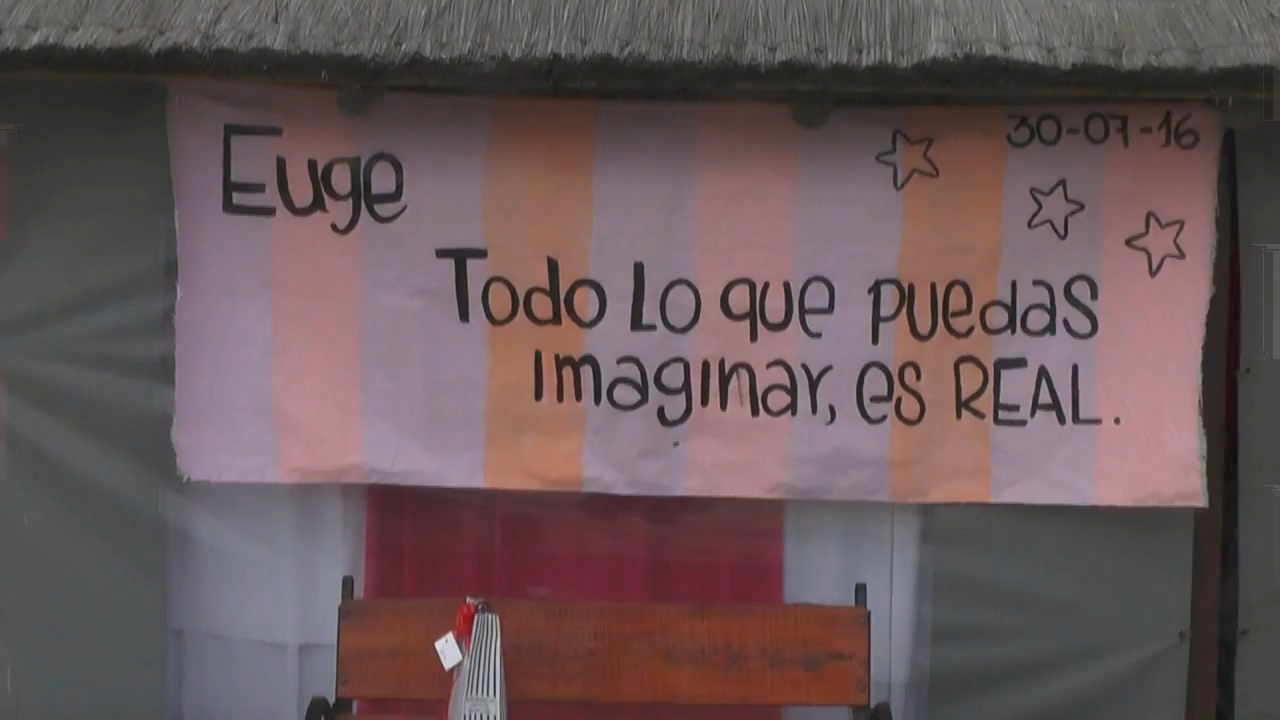 30-07-16
Euge
Todo lo que puedas
imaginar, es REAL.